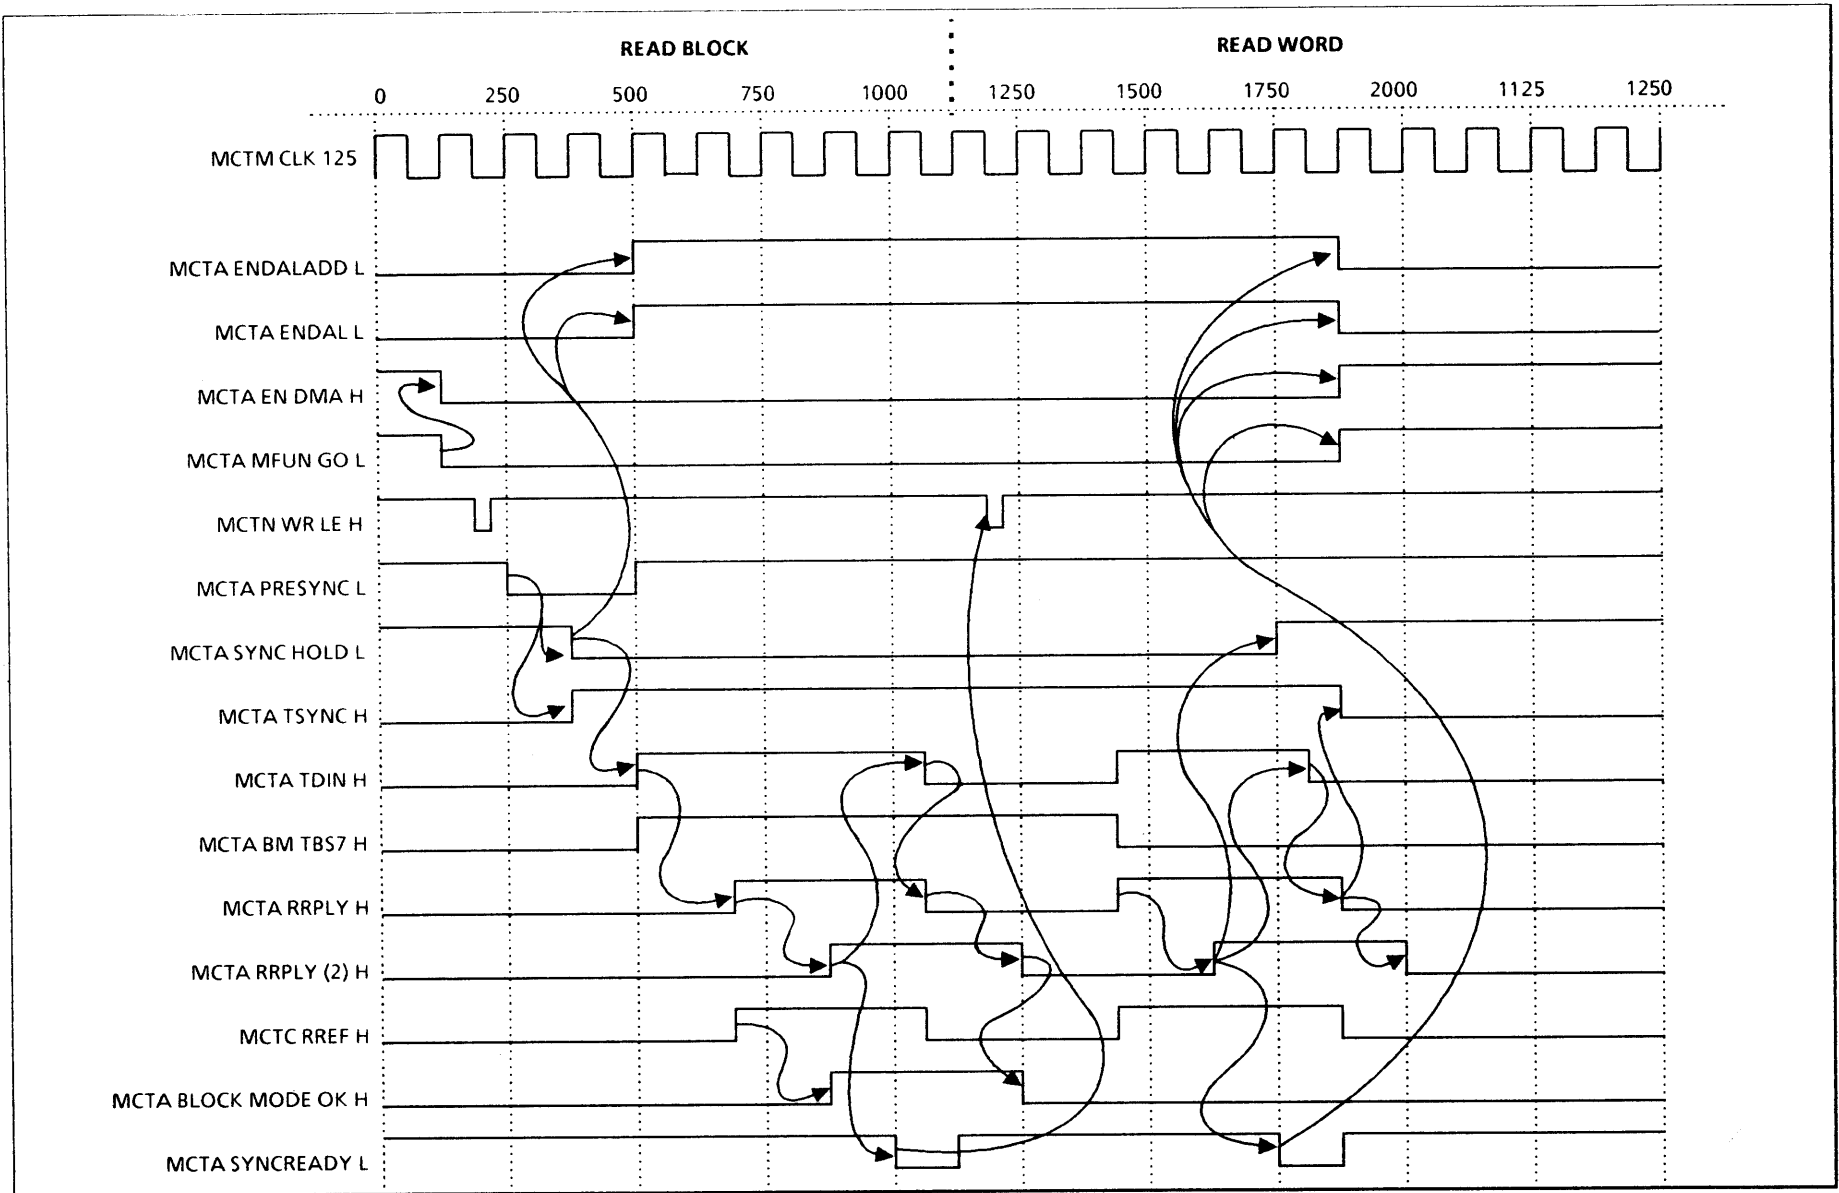 READ BLOCK READ WORD
0 250 500 750 1000 1250 1500 1750 2000 1125 1250
MCTM CLK 125
MCTA ENDALADD L
MCTA ENDAL L
MCTA EN DMA H
MCTA MFUN GO L
MCTN WR LE H
MCTA PRESYNC L
MCTA SYNC HOLD L
MCTA TSYNC H
MCTA TDIN H
MCTA BM TBS7 H
MCTA RRPLY H
MCTA RRPLY (2) H
MCTC RREF H
MCTA BLOCK MODE OK H
MCTA SYNCREADY L